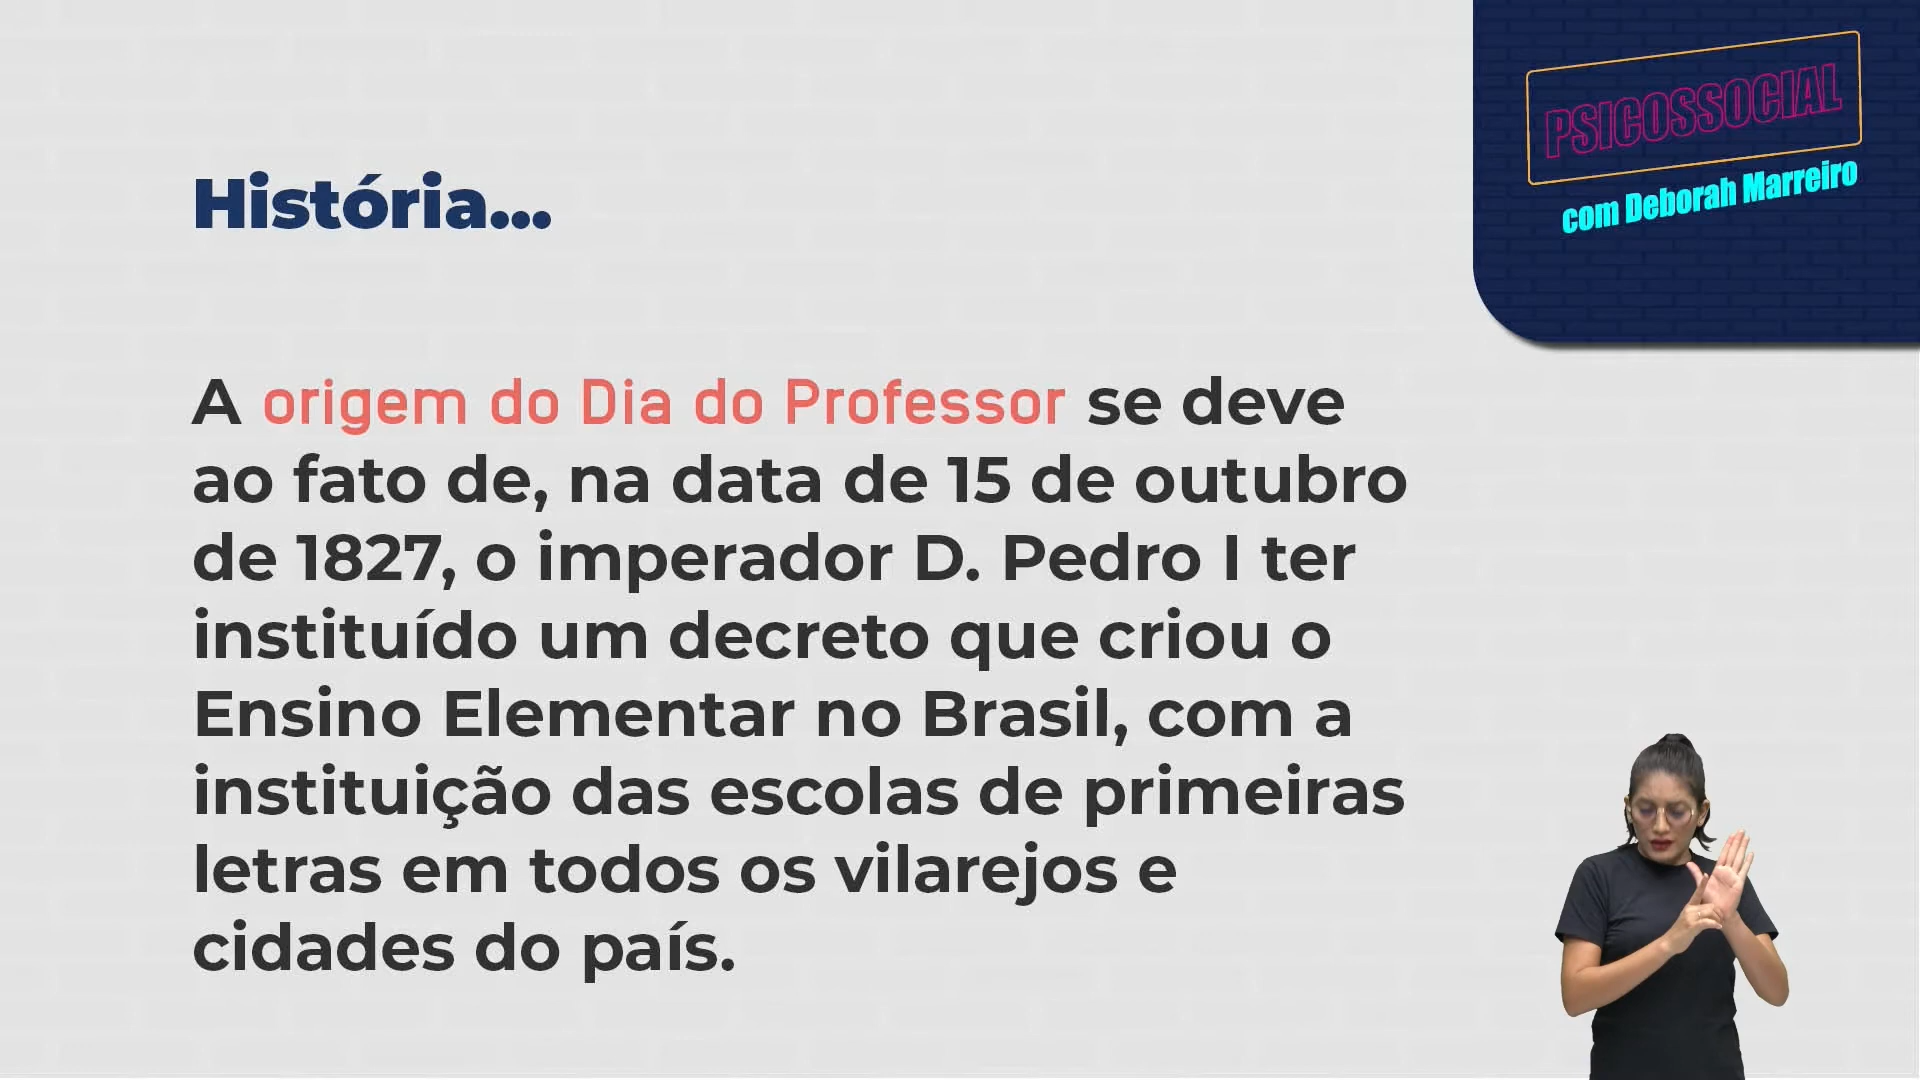 PSICOSSOCIAL
com Deborah Marreiro
História...
A origem do Dia do Professor se deve
ao fato de, na data de 15 de outubro
de 1827, o imperador D. Pedro I ter
instituído um decreto que criou o
Ensino Elementar no Brasil, com a
instituição das escolas de primeiras
letras em todos os vilarejos e
cidades do país.